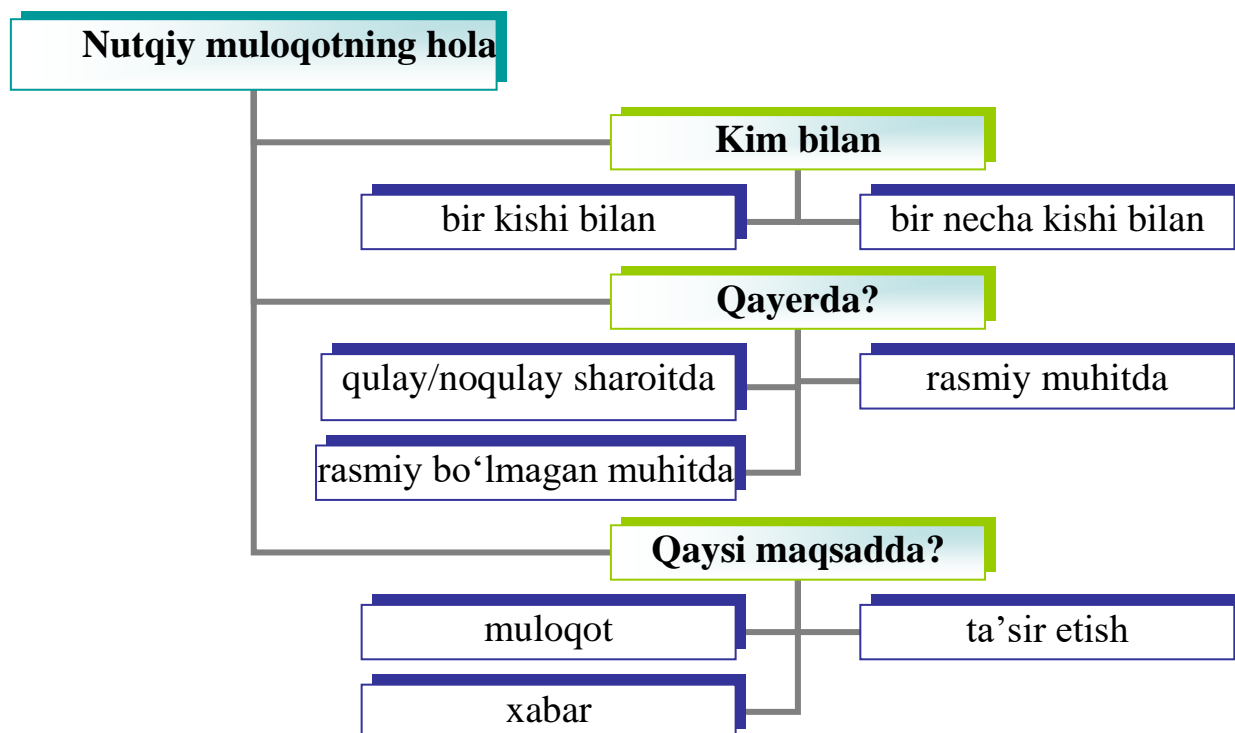 Nutqiy muloqotning hola
Kim bilan
bir kishi bilan
bir necha kishi bilan
Qayerda?
qulay/noqulay sharoitda
rasmiy muhitda
rasmiy bo‘lmagan muhitda
Qaysi maqsadda?
muloqot
ta’sir etish
xabar